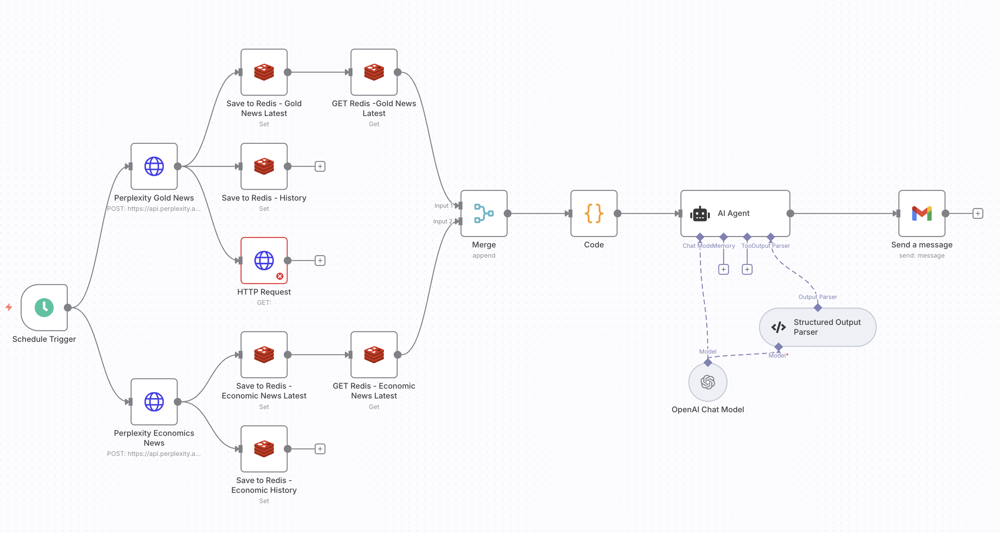 Save to Redis - Gold
News Latest
Set
GET Redis -Gold News
Latest
Get
Perplexity Gold News
POST: https://api.perplexity.a...
Save to Redis - History
Set
HTTP Request
GET:
Schedule Trigger
Input 1
Input 2
Merge
append
Code
AI Agent
Chat Mode
Memory
Too
Output Parser
Send a message
send: message
Output Parser
Structured Output
Parser
Model
Model*
OpenAI Chat Model
Save to Redis -
Economic News Latest
Set
GET Redis - Economic
News Latest
Get
Perplexity Economics
News
POST: https://api.perplexity.a...
Save to Redis -
Economic History
Set